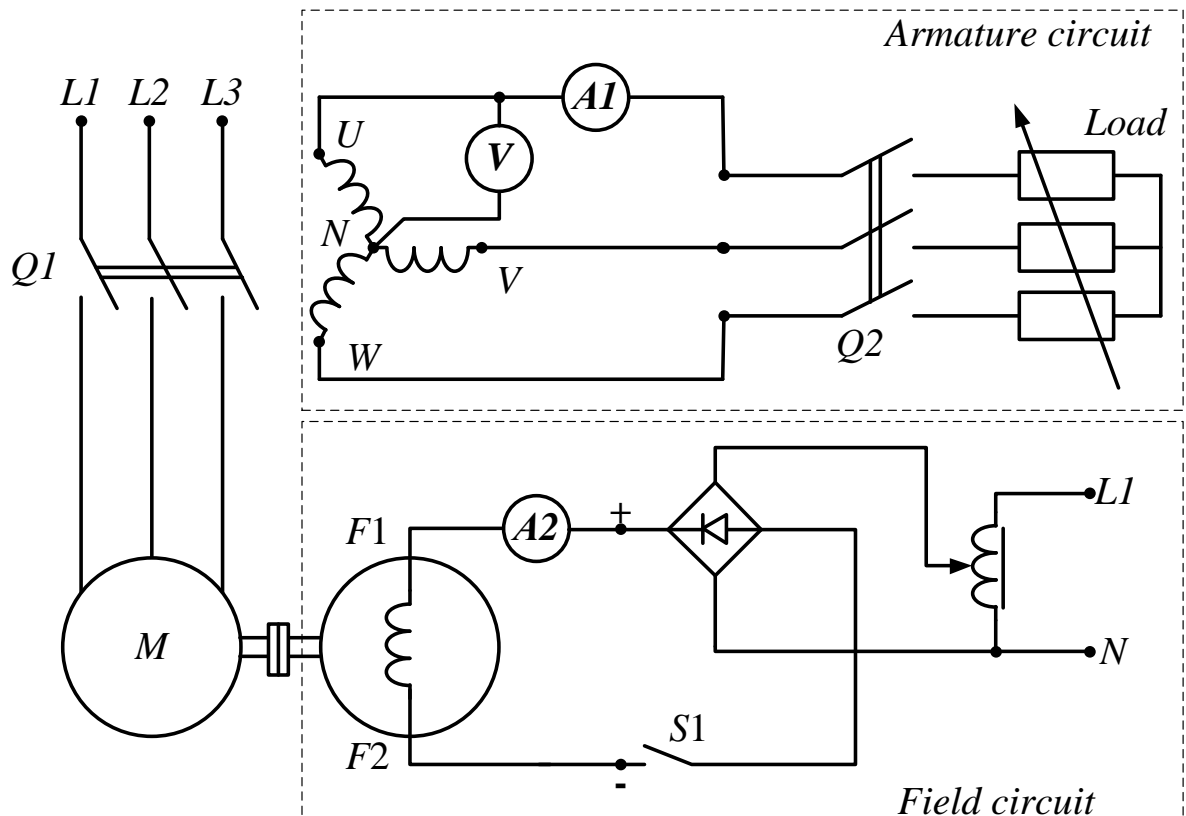 Armature circuit
L1 L2 L3
A1
Load
U
V
N
Q1
V
W
Q2
L1
+
F1
A2
M
N
S1
F2
-
Field circuit